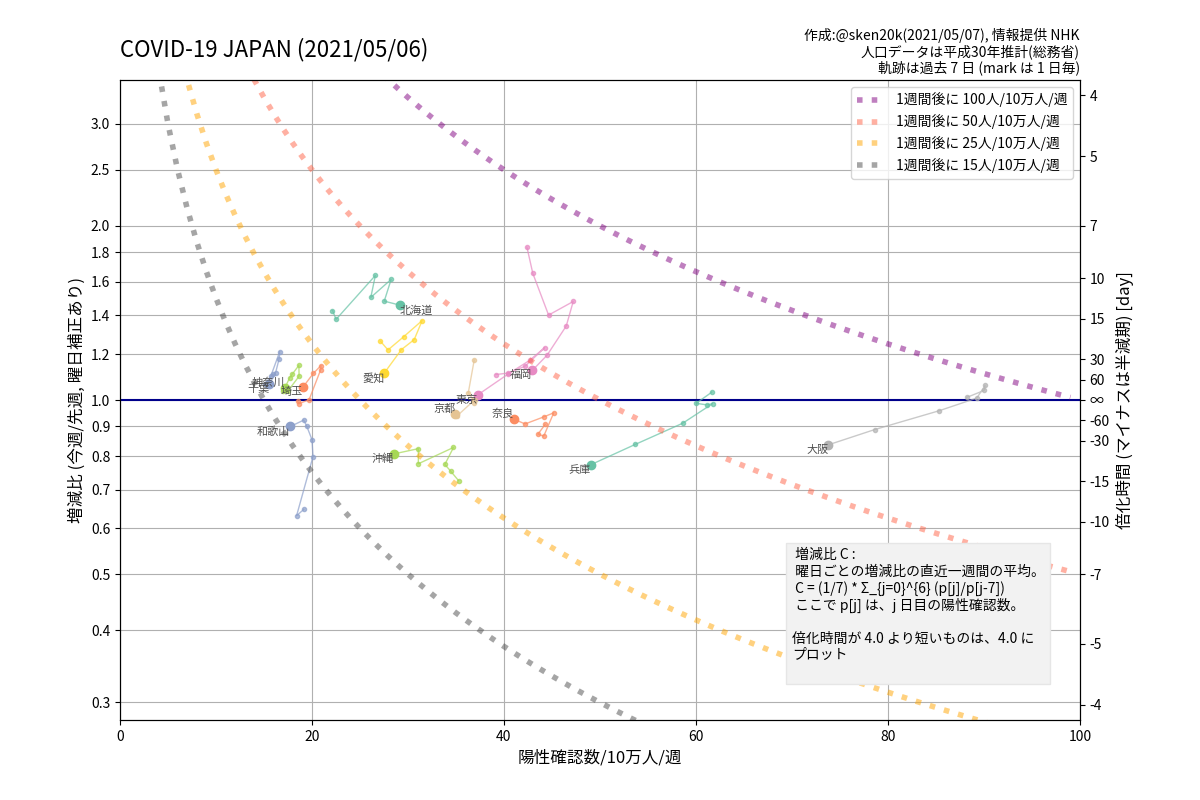 COVID-19 JAPAN (2021/05/06)
作成:@sken20k(2021/05/07), 情報提供 NHK
人口データは平成30年推計(総務省)
軌跡は過去 7 日 (mark は 1 日毎)
1週間後に 100人/10万人/週
1週間後に 50人/10万人/週
1週間後に 25人/10万人/週
1週間後に 15人/10万人/週
増減比 (今週/先週, 曜日補正あり)
3.0
2.5
2.0
1.8
1.6
1.4
1.2
1.0
0.9
0.8
0.7
0.6
0.5
0.4
0.3
北海道
愛知
福岡
神奈川
千葉
埼玉
東京
京都
奈良
和歌山
沖縄
兵庫
大阪
4
5
7
10
15
30
60
∞
-60
-30
-15
-10
-7
-5
-4
倍化時間 (マイナスは半減期) [day]
増減比 C :
曜日ごとの増減比の直近一週間の平均。
C = (1/7) * Σ_{j=0}^{6} (p[j]/p[j-7])
ここで p[j] は、j 日目の陽性確認数。
倍化時間が 4.0 より短いものは、4.0 に
プロット
0 20 40 60 80 100
陽性確認数/10万人/週